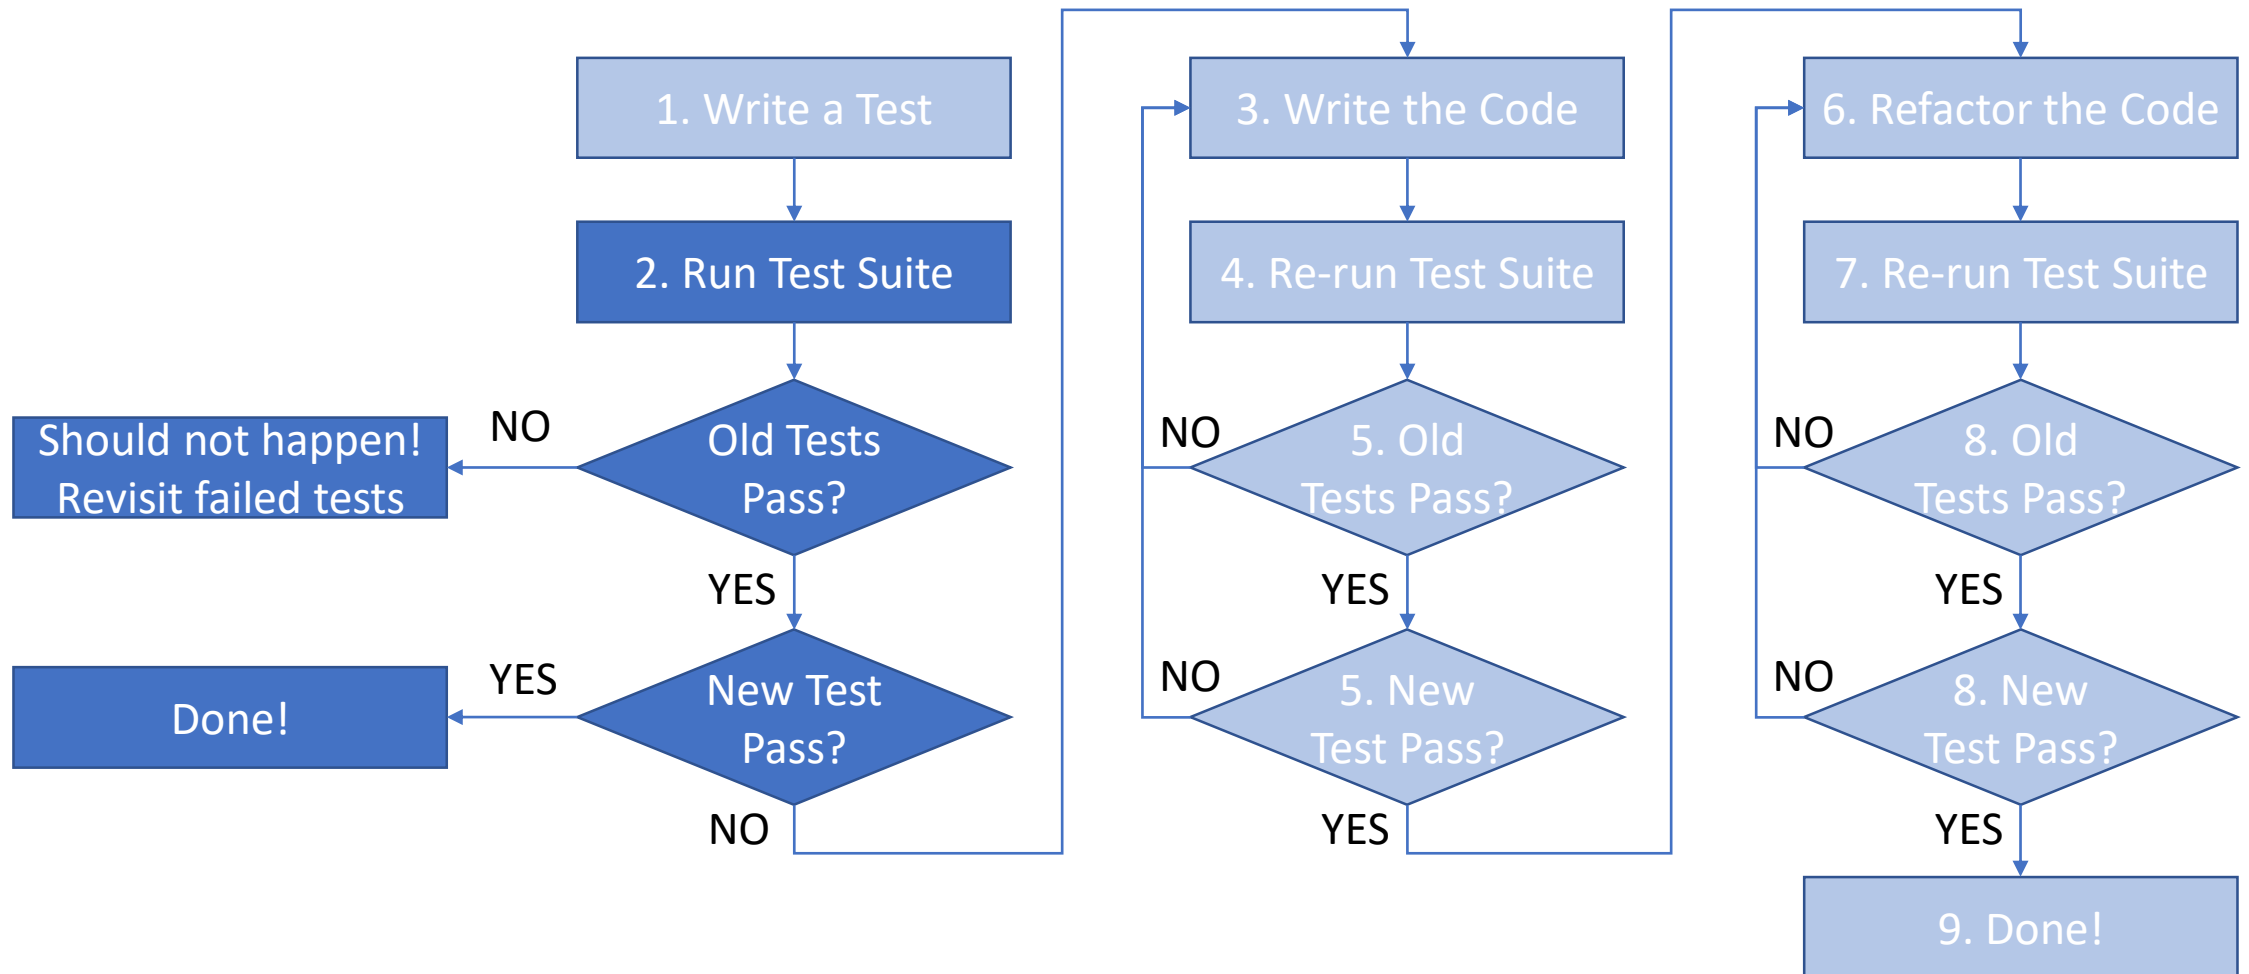 1. Write a Test
2. Run Test Suite
Old Tests
Pass?
NO
Should not happen!
Revisit failed tests
YES
New Test
Pass?
YES
Done!
NO
3. Write the Code
4. Re-run Test Suite
5. Old
Tests Pass?
NO
YES
5. New
Test Pass?
NO
YES
6. Refactor the Code
7. Re-run Test Suite
8. Old
Tests Pass?
NO
YES
8. New
Test Pass?
NO
YES
9. Done!